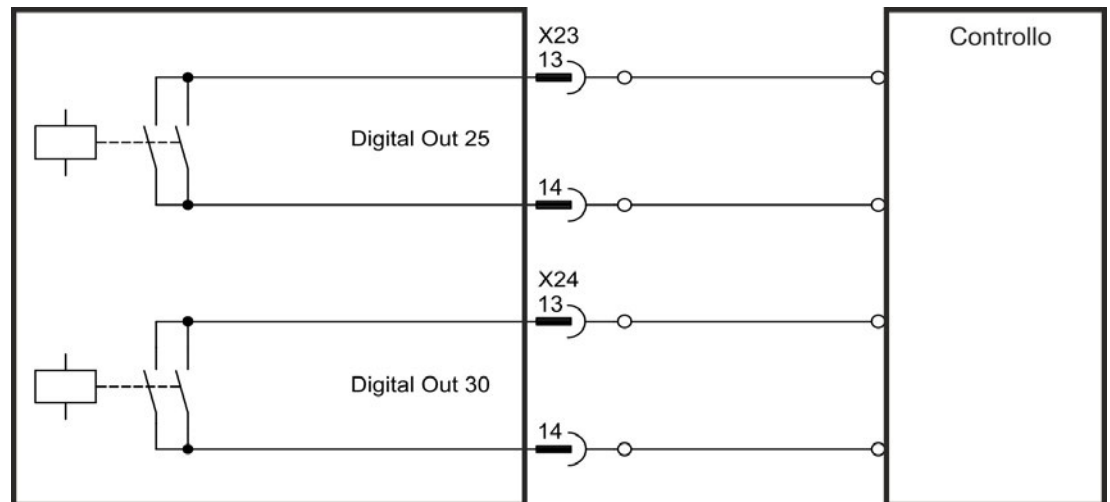 X23
Controllo
13
Digital Out 25
14
X24
13
Digital Out 30
14